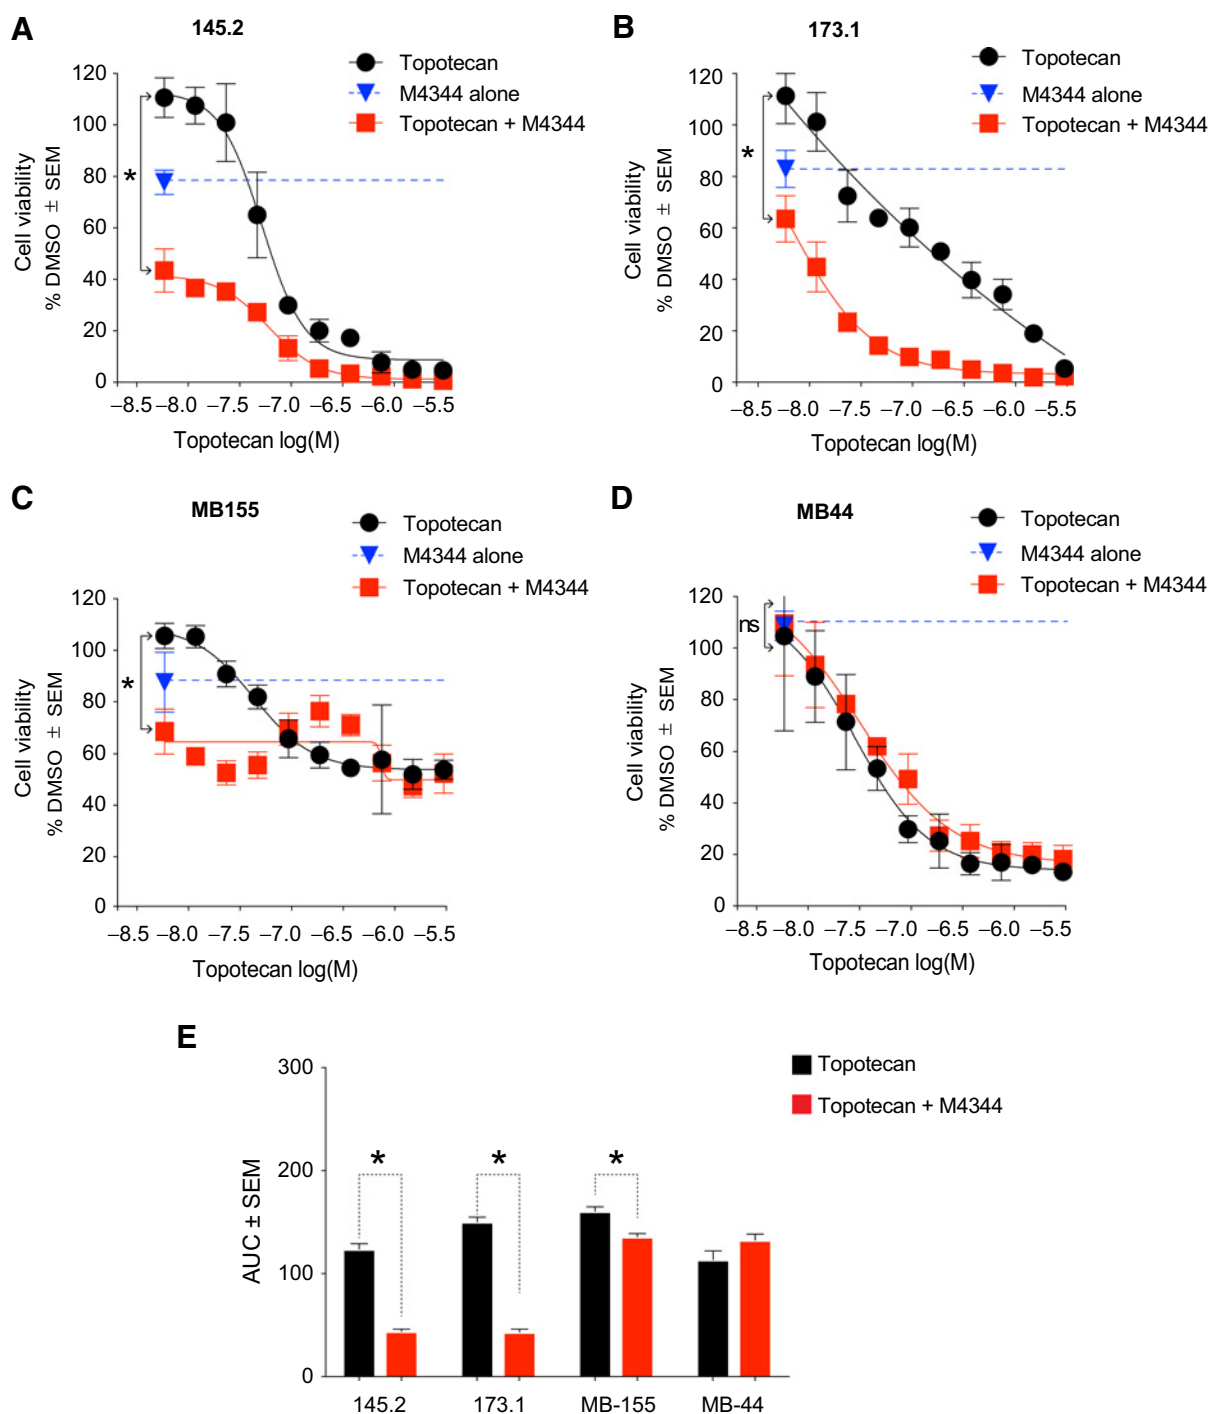 A
145.2
Topotecan
M4344 alone
Topotecan + M4344
120
100
80
60
40
20
0
*
Cell viability
% DMSO ± SEM
–8.5 –8.0 –7.5 –7.0 –6.5 –6.0 –5.5
Topotecan log(M)
B
173.1
Topotecan
M4344 alone
Topotecan + M4344
120
100
80
60
40
20
0
*
Cell viability
% DMSO ± SEM
–8.5 –8.0 –7.5 –7.0 –6.5 –6.0 –5.5
Topotecan log(M)
C
MB155
Topotecan
M4344 alone
Topotecan + M4344
120
100
80
60
40
20
0
*
Cell viability
% DMSO ± SEM
–8.5 –8.0 –7.5 –7.0 –6.5 –6.0 –5.5
Topotecan log(M)
D
MB44
Topotecan
M4344 alone
Topotecan + M4344
120
100
80
60
40
20
0
ns
Cell viability
% DMSO ± SEM
–8.5 –8.0 –7.5 –7.0 –6.5 –6.0 –5.5
Topotecan log(M)
E
Topotecan
Topotecan + M4344
300
200
100
0
AUC ± SEM
* * *
145.2 173.1 MB-155 MB-44